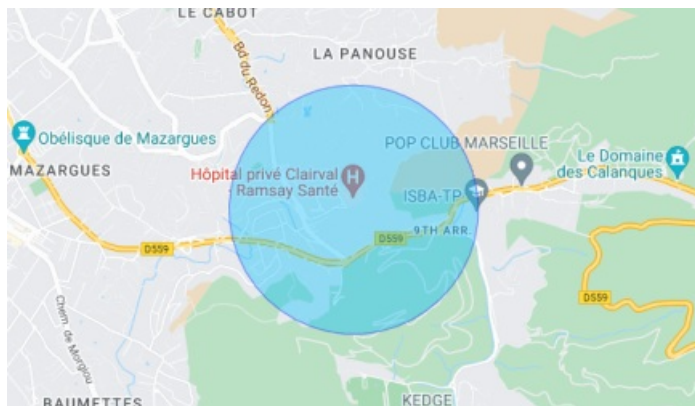 LE CABOT
Bd du Redon
LA PANOUSE
Obélisque de Mazargues
POP CLUB MARSEILLE
Le Domaine
des Calanques
MAZARGUES
Hôpital privé Clairval
- Ramsay Santé
ISBA-TP
9TH ARR.
D559
D559
D559
Chem. de Morgiou
BAUMETTES
KEDGE